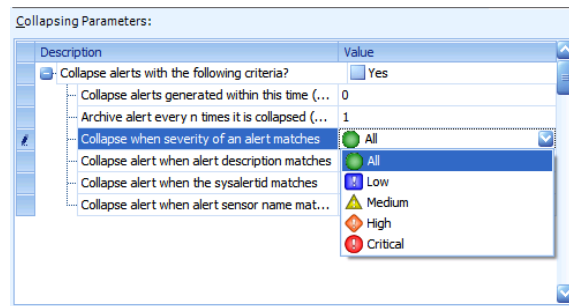 Collapsing Parameters:
Description Value
Collapse alerts with the following criteria? Yes
Collapse alerts generated within this time (... 0
Archive alert every n times it is collapsed (... 1
Collapse when severity of an alert matches All
Collapse alert when alert description matches All
Collapse alert when the sysalertid matches Low
Collapse alert when alert sensor name mat... Medium
High
Critical